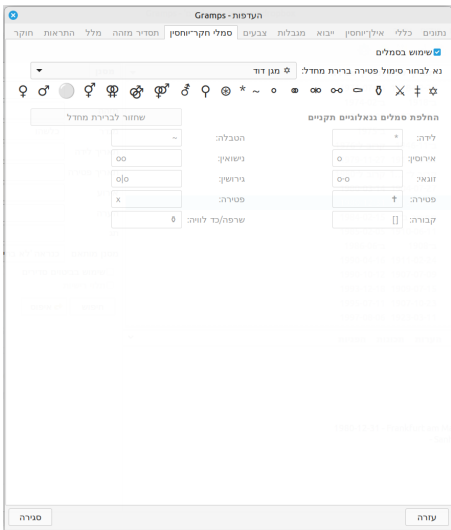 Gramps - העדפות
נתונים כללי אילן־יוחסין ייבוא מגבלות צבעים סמלי חקר־יוחסין תסדיר מזהה מלל התראות חוקר
שימוש בסמלים
נא לבחור סימול פטירה ברירת מחדל: ✡ מגן דוד
♀ ♂ ⚪ ⚥ ⚢ ⚣ ⚤ ⚦ ⚲ ⊛ * ~ ⚬ ⚭ ⚮ ⚯ ⚰ ⚱ ⚔ ‡ ✡
החלפת סמלים גנאלוגיים תקניים שחזור לברירת מחדל
לידה: * הטבלה: ~
אירוסין: o נישואין: oo
זוגאי: o-o גירושין: o|o
פטירה: ✝ פטירה: x
קבורה: [] שרפה/כד לוויה: ⚱
עזרה סגירה